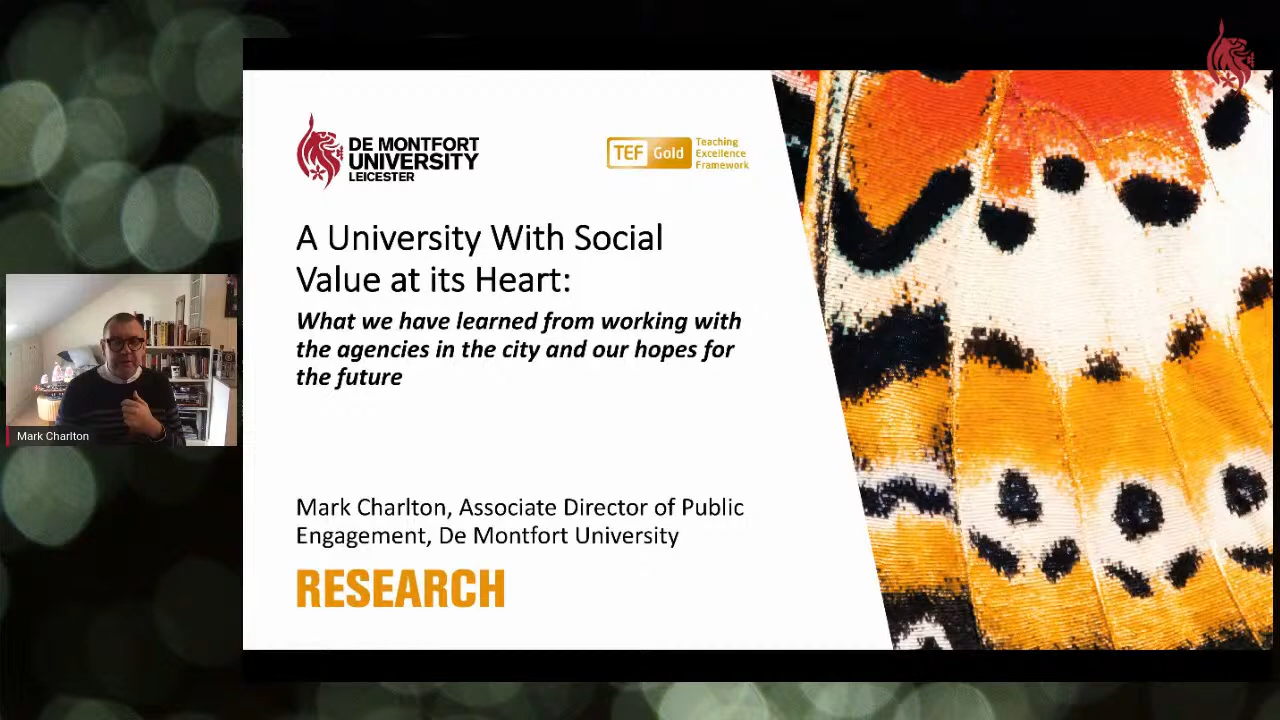 DE MONTFORT
UNIVERSITY
LEICESTER
TEF Gold
Teaching
Excellence
Framework
A University With Social
Value at its Heart:
What we have learned from working with
the agencies in the city and our hopes for
the future
Mark Charlton
Mark Charlton, Associate Director of Public
Engagement, De Montfort University
RESEARCH